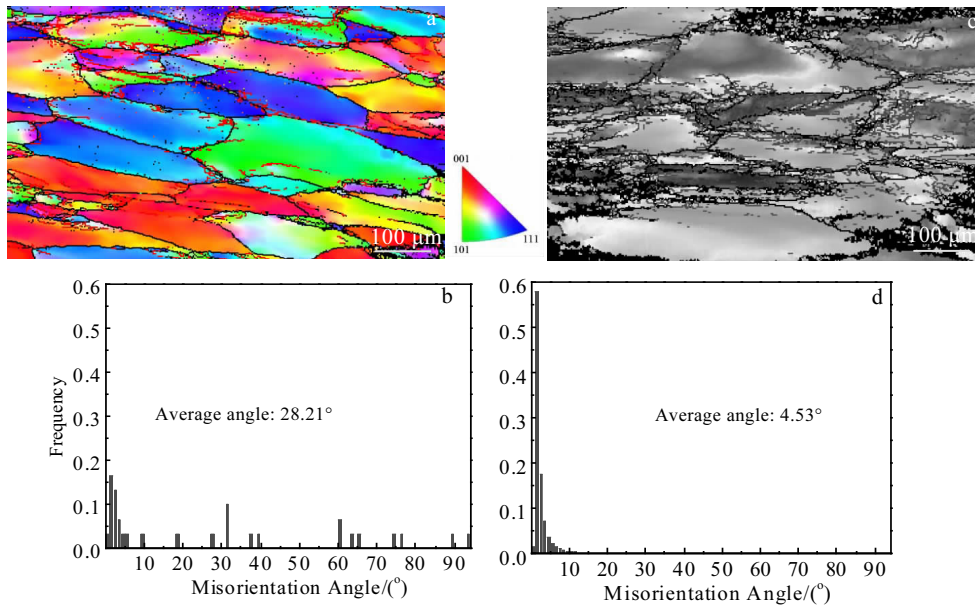 a
100 μm
001
101
111
c
100 μm
b
0.6
0.5
0.4
0.3
0.2
0.1
0.0
Frequency
Average angle: 28.21°
0 10 20 30 40 50 60 70 80 90
Misorientation Angle/(°)
d
0.6
0.5
0.4
0.3
0.2
0.1
0.0
Average angle: 4.53°
10 20 30 40 50 60 70 80 90
Misorientation Angle/(°)